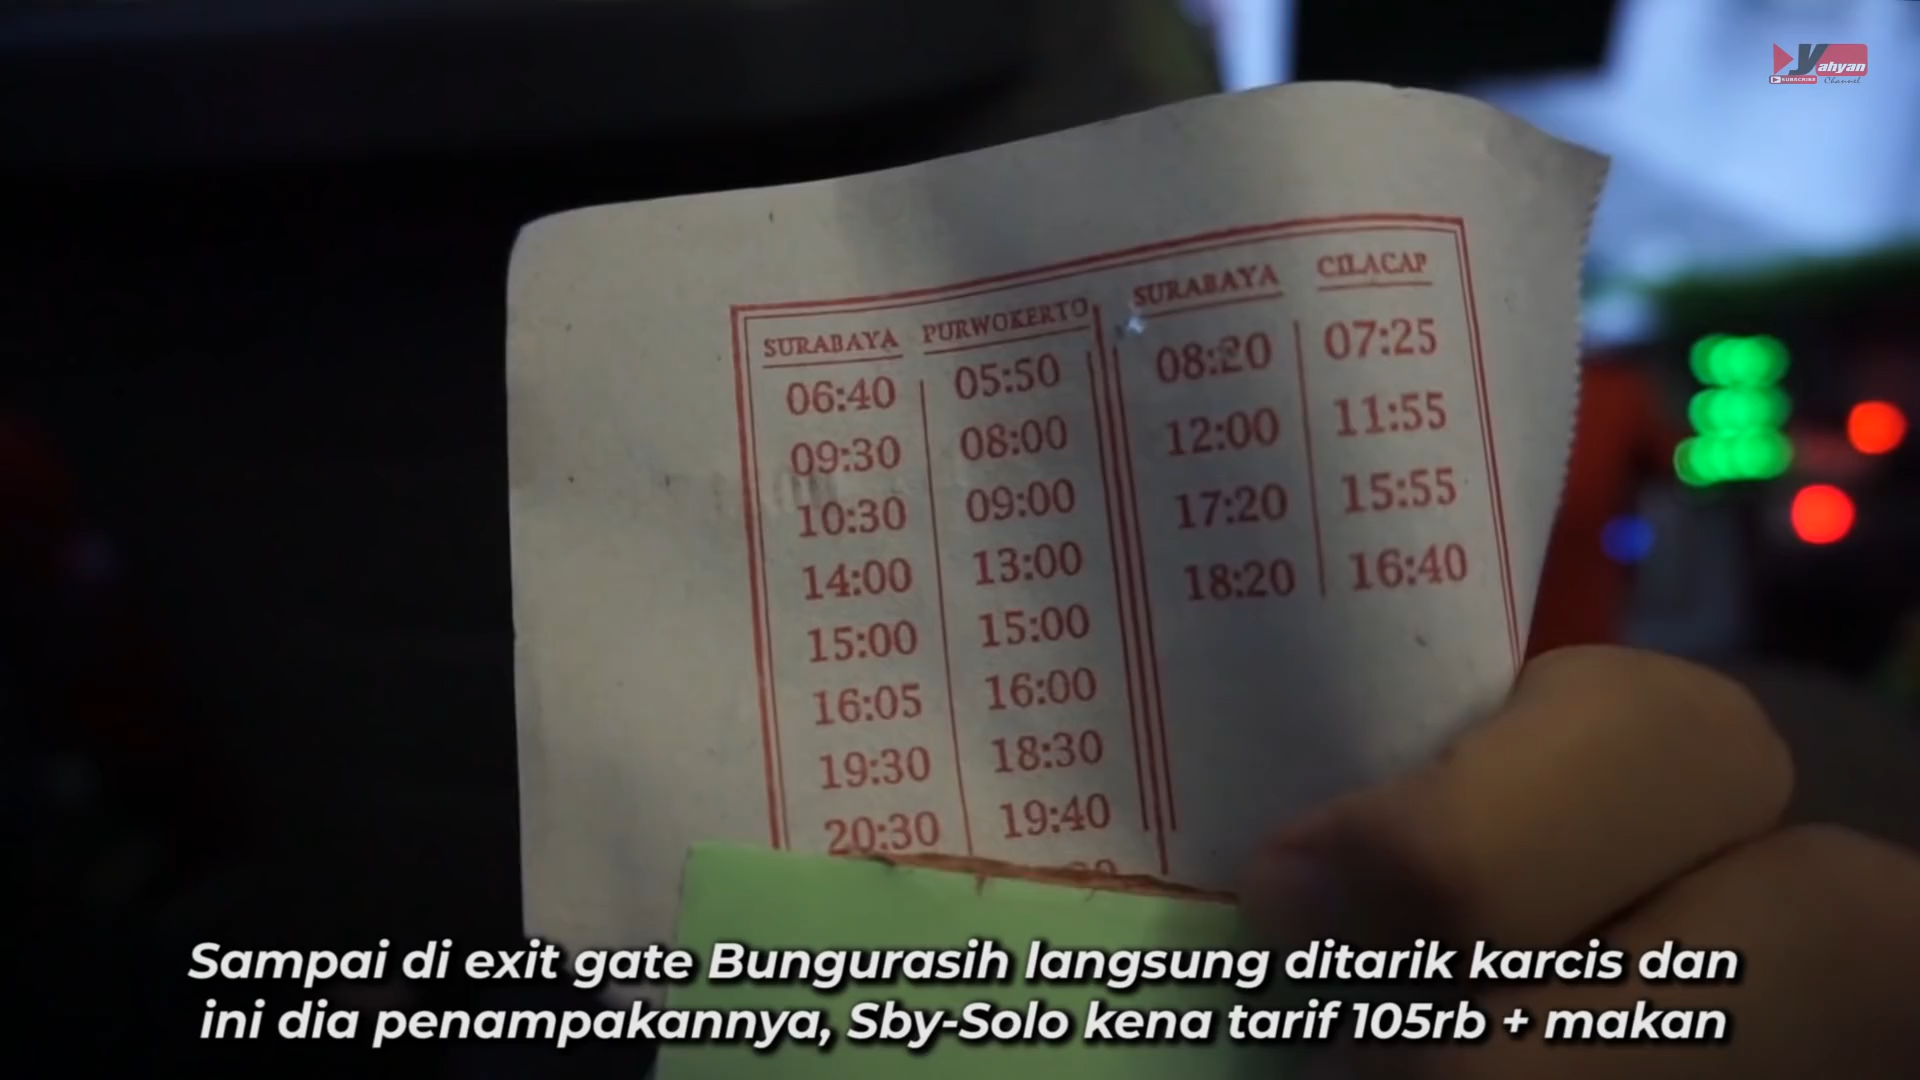 Yahyan
SUBSCRIBE
Channel
SURABAYA PURWOKERTO SURABAYA CILACAP
06:40 05:50 08:20 07:25
09:30 08:00 12:00 11:55
10:30 09:00 17:20 15:55
14:00 13:00 18:20 16:40
15:00 15:00
16:05 16:00
19:30 18:30
20:30 19:40
Sampai di exit gate Bungurasih langsung ditarik karcis dan
ini dia penampakannya, Sby-Solo kena tarif 105rb + makan